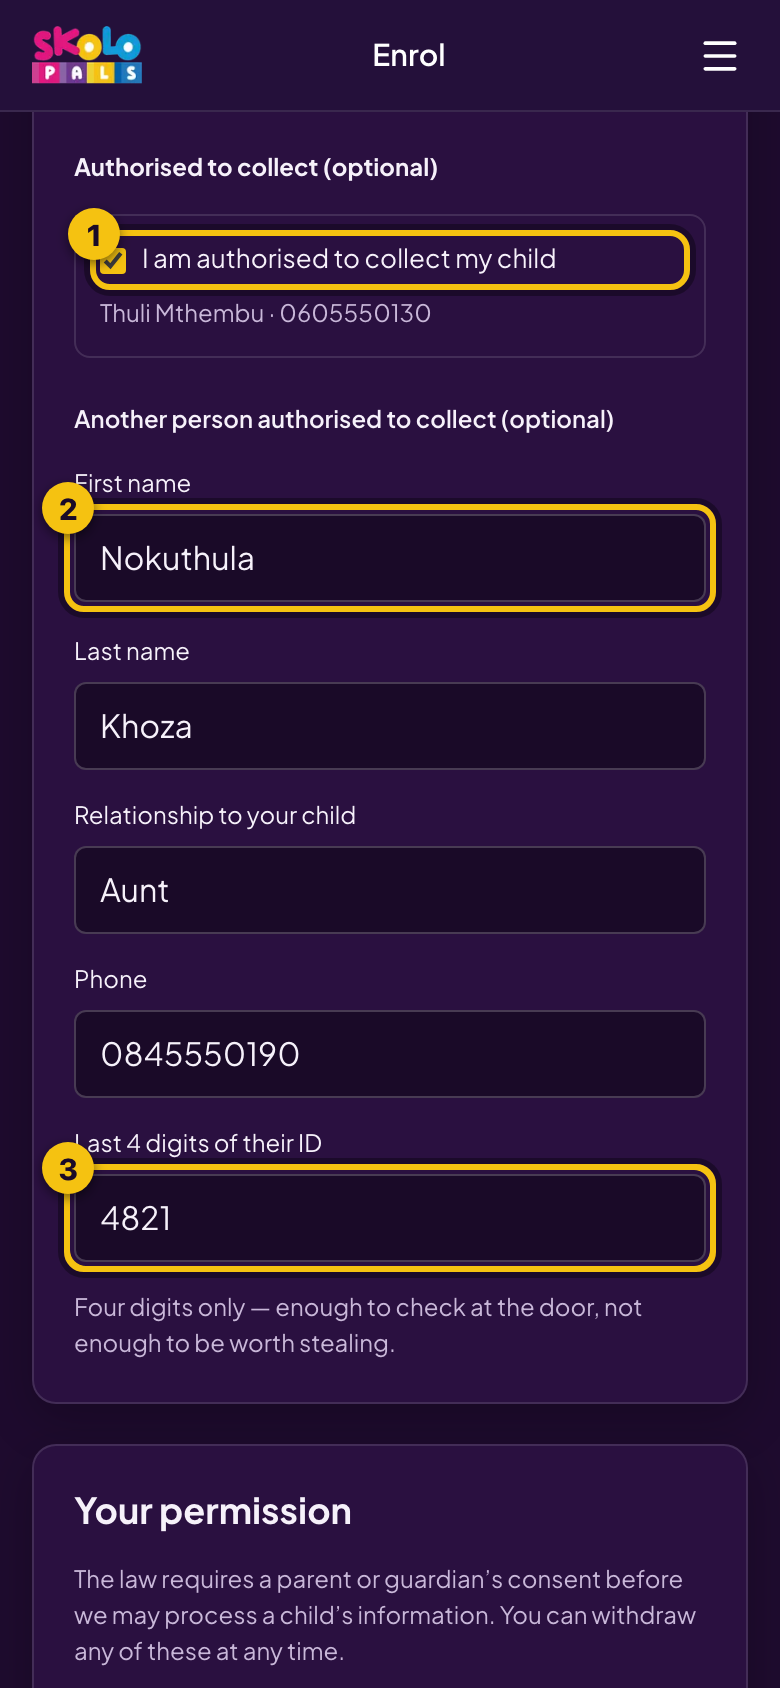 SKOLO
PALS
Enrol
Authorised to collect (optional)
1
I am authorised to collect my child
Thuli Mthembu · 0605550130
Another person authorised to collect (optional)
First name
2
Nokuthula
Last name
Khoza
Relationship to your child
Aunt
Phone
0845550190
Last 4 digits of their ID
3
4821
Four digits only — enough to check at the door, not
enough to be worth stealing.
Your permission
The law requires a parent or guardian’s consent before
we may process a child’s information. You can withdraw
any of these at any time.